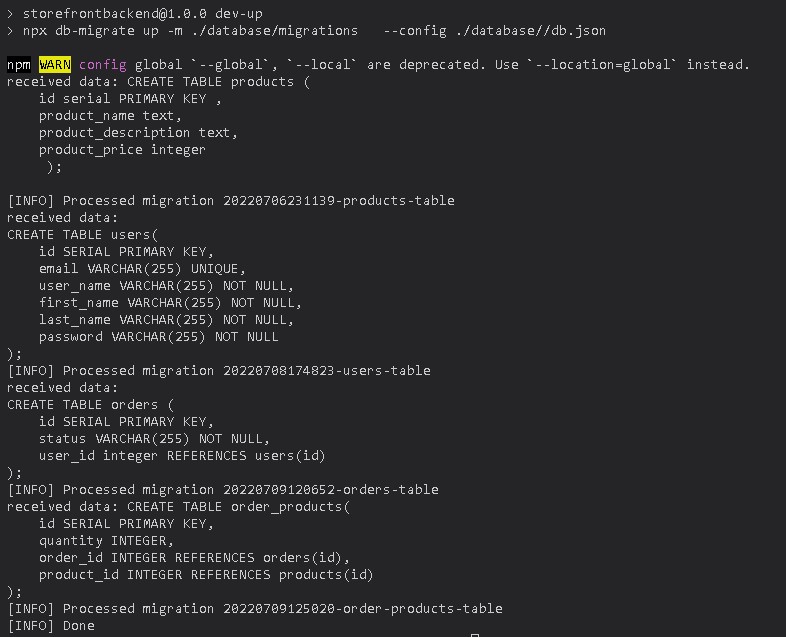 > storefrontbackend@1.0.0 dev-up
> npx db-migrate up -m ./database/migrations   --config ./database//db.json

npm WARN config global `--global`, `--local` are deprecated. Use `--location=global` instead.
received data: CREATE TABLE products (
    id serial PRIMARY KEY ,
    product_name text,
    product_description text,
    product_price integer
     );

[INFO] Processed migration 20220706231139-products-table
received data:
CREATE TABLE users(
    id SERIAL PRIMARY KEY,
    email VARCHAR(255) UNIQUE,
    user_name VARCHAR(255) NOT NULL,
    first_name VARCHAR(255) NOT NULL,
    last_name VARCHAR(255) NOT NULL,
    password VARCHAR(255) NOT NULL
);
[INFO] Processed migration 20220708174823-users-table
received data:
CREATE TABLE orders (
    id SERIAL PRIMARY KEY,
    status VARCHAR(255) NOT NULL,
    user_id integer REFERENCES users(id)
);
[INFO] Processed migration 20220709120652-orders-table
received data: CREATE TABLE order_products(
    id SERIAL PRIMARY KEY,
    quantity INTEGER,
    order_id INTEGER REFERENCES orders(id),
    product_id INTEGER REFERENCES products(id)
);
[INFO] Processed migration 20220709125020-order-products-table
[INFO] Done